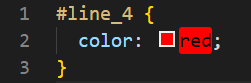 1 #line_4 {
2 color: red;
3 }